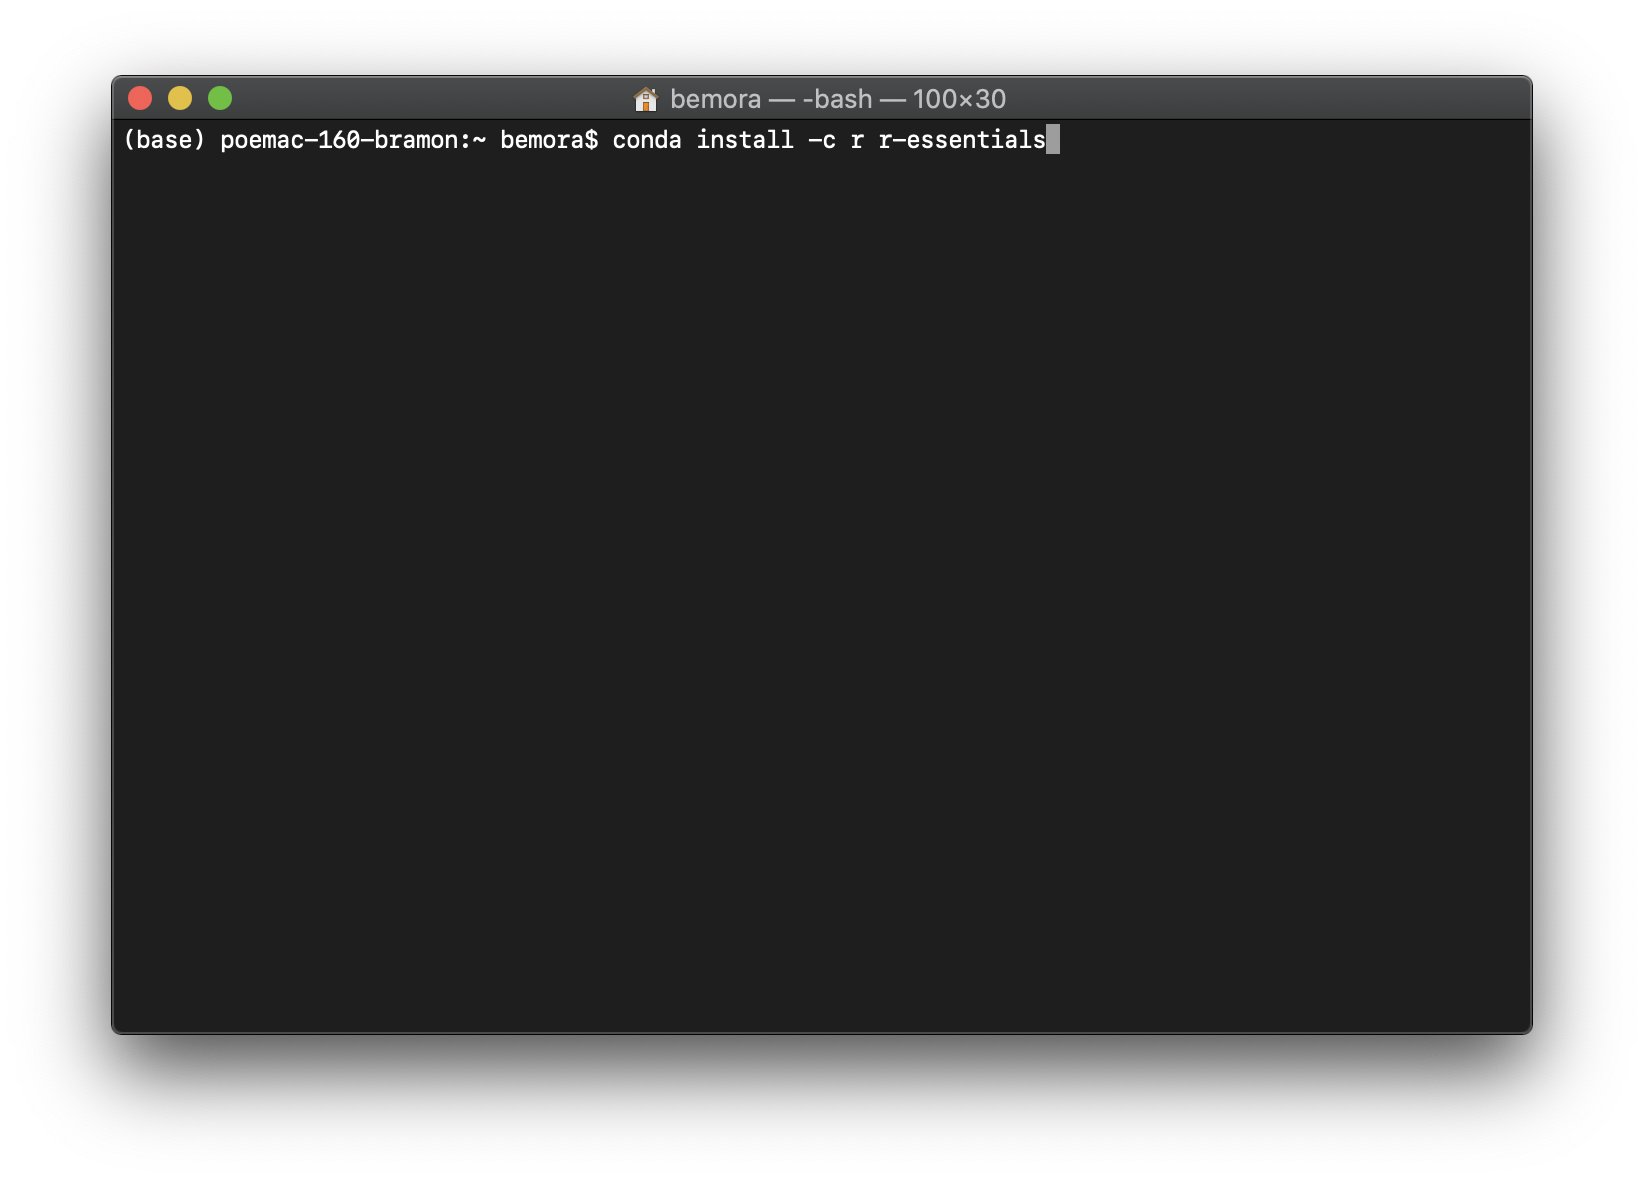 bemora — -bash — 100×30
(base) poemac-160-bramon:~ bemora$ conda install -c r r-essentials